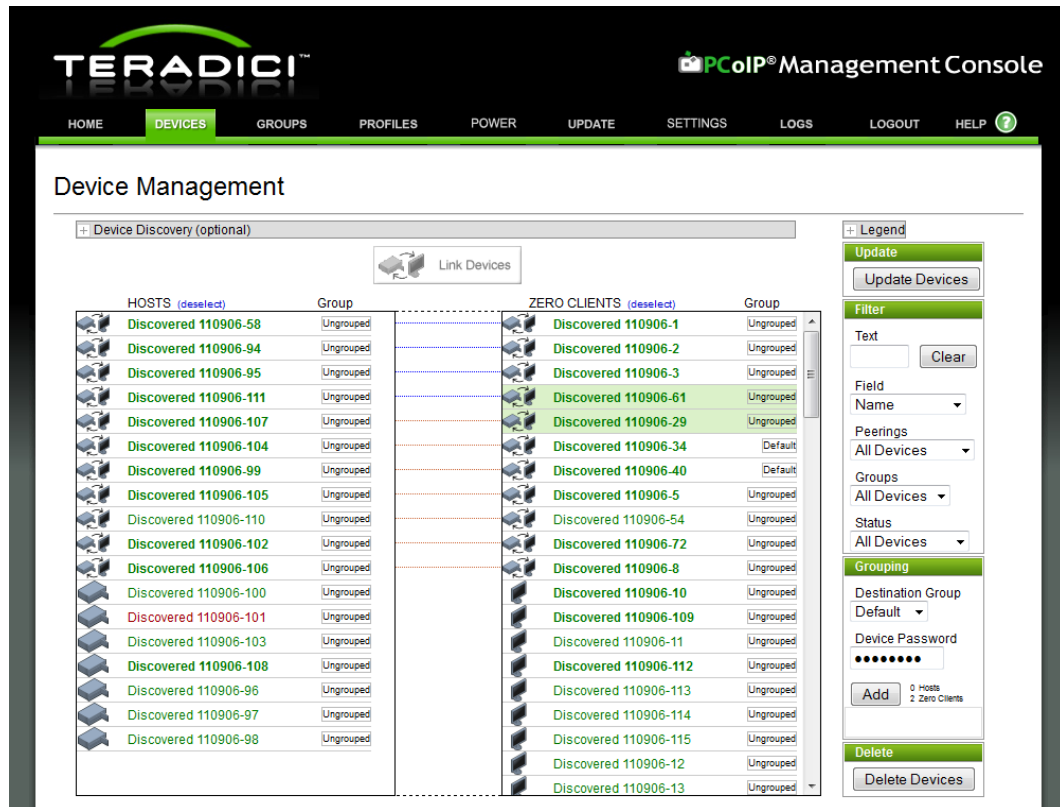 TERADICI™
PCoIP® Management Console
HOME DEVICES GROUPS PROFILES POWER UPDATE SETTINGS LOGS LOGOUT HELP ?
Device Management
+ Device Discovery (optional)
+ Legend
Link Devices
Update
Update Devices
HOSTS (deselect) Group ZERO CLIENTS (deselect) Group
Discovered 110906-58 Ungrouped Discovered 110906-1 Ungrouped
Discovered 110906-94 Ungrouped Discovered 110906-2 Ungrouped
Discovered 110906-95 Ungrouped Discovered 110906-3 Ungrouped
Discovered 110906-111 Ungrouped Discovered 110906-61 Ungrouped
Discovered 110906-107 Ungrouped Discovered 110906-29 Ungrouped
Discovered 110906-104 Ungrouped Discovered 110906-34 Default
Discovered 110906-99 Ungrouped Discovered 110906-40 Default
Discovered 110906-105 Ungrouped Discovered 110906-5 Ungrouped
Discovered 110906-110 Ungrouped Discovered 110906-54 Ungrouped
Discovered 110906-102 Ungrouped Discovered 110906-72 Ungrouped
Discovered 110906-106 Ungrouped Discovered 110906-8 Ungrouped
Discovered 110906-100 Ungrouped Discovered 110906-10 Ungrouped
Discovered 110906-101 Ungrouped Discovered 110906-109 Ungrouped
Discovered 110906-103 Ungrouped Discovered 110906-11 Ungrouped
Discovered 110906-108 Ungrouped Discovered 110906-112 Ungrouped
Discovered 110906-96 Ungrouped Discovered 110906-113 Ungrouped
Discovered 110906-97 Ungrouped Discovered 110906-114 Ungrouped
Discovered 110906-98 Ungrouped Discovered 110906-115 Ungrouped
Discovered 110906-12 Ungrouped
Discovered 110906-13 Ungrouped
Filter
Text
Clear
Field
Name
Peerings
All Devices
Groups
All Devices
Status
All Devices
Grouping
Destination Group
Default
Device Password
••••••••
Add
0 Hosts
2 Zero Clients
Delete
Delete Devices